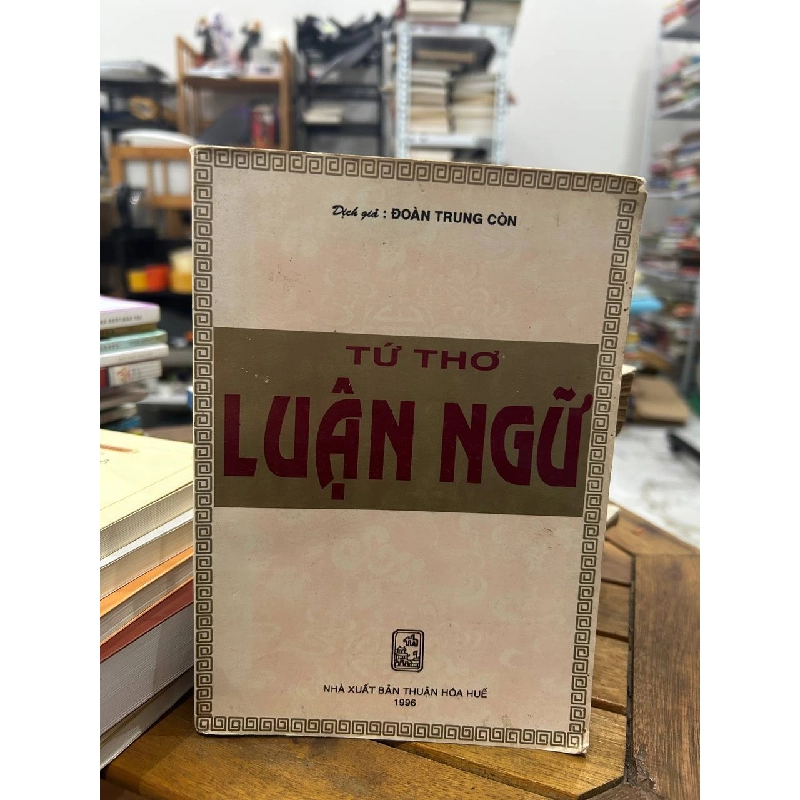 Dịch giả : ĐOÀN TRUNG CÒN
TỨ THƠ
LUẬN NGỮ
NHÀ XUẤT BẢN THUẬN HÓA HUẾ
1996